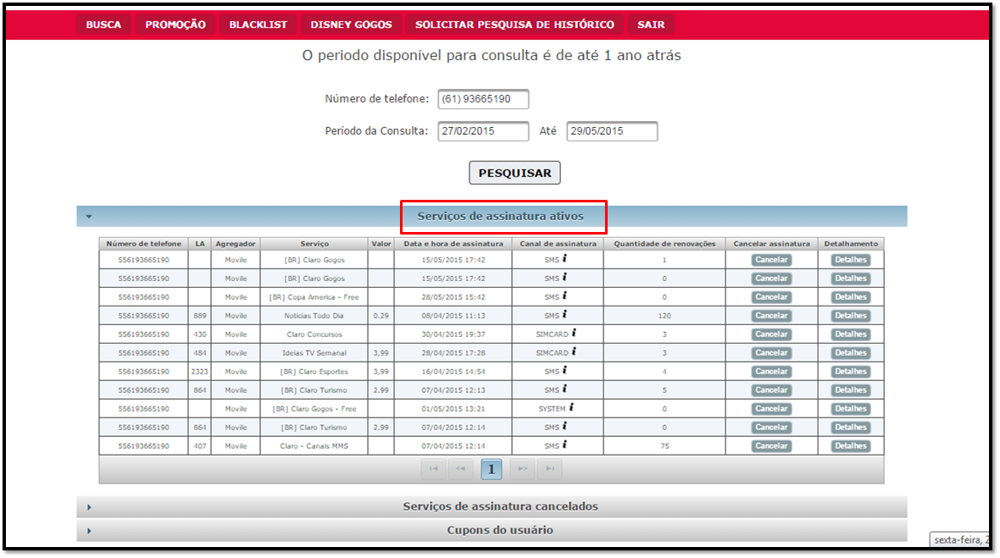 BUSCA PROMOÇÃO BLACKLIST DISNEY GOGOS SOLICITAR PESQUISA DE HISTÓRICO SAIR
O periodo disponível para consulta é de até 1 ano atrás
Número de telefone: (61) 93665190
Período da Consulta: 27/02/2015 Até 29/05/2015
PESQUISAR
Serviços de assinatura ativos
Número de telefone LA Agregador Serviço Valor Data e hora de assinatura Canal de assinatura Quantidade de renovações Cancelar assinatura Detalhamento
556193665190 Movile [BR] Claro Gogos 15/05/2015 17:42 SMS i 1 Cancelar Detalhes
556193665190 Movile [BR] Claro Gogos 15/05/2015 17:42 SMS i 0 Cancelar Detalhes
556193665190 Movile [BR] Copa America - Free 28/05/2015 15:42 SMS i 0 Cancelar Detalhes
556193665190 889 Movile Noticias Todo Dia 0.29 08/04/2015 11:13 SMS i 120 Cancelar Detalhes
556193665190 430 Movile Claro Concursos 30/04/2015 19:37 SIMCARD i 3 Cancelar Detalhes
556193665190 484 Movile Ideias TV Semanal 3,99 28/04/2015 17:28 SIMCARD i 3 Cancelar Detalhes
556193665190 2323 Movile [BR] Claro Esportes 3,99 16/04/2015 14:54 SMS i 4 Cancelar Detalhes
556193665190 864 Movile [BR] Claro Turismo 2.99 07/04/2015 12:13 SMS i 5 Cancelar Detalhes
556193665190 Movile [BR] Claro Gogos - Free 01/05/2015 13:21 SYSTEM i 0 Cancelar Detalhes
556193665190 864 Movile [BR] Claro Turismo 2.99 07/04/2015 12:14 SMS i 0 Cancelar Detalhes
556193665190 407 Movile Claro - Canais MMS 07/04/2015 12:14 SMS i 75 Cancelar Detalhes
1
Serviços de assinatura cancelados
Cupons do usuário
sexta-feira, 2